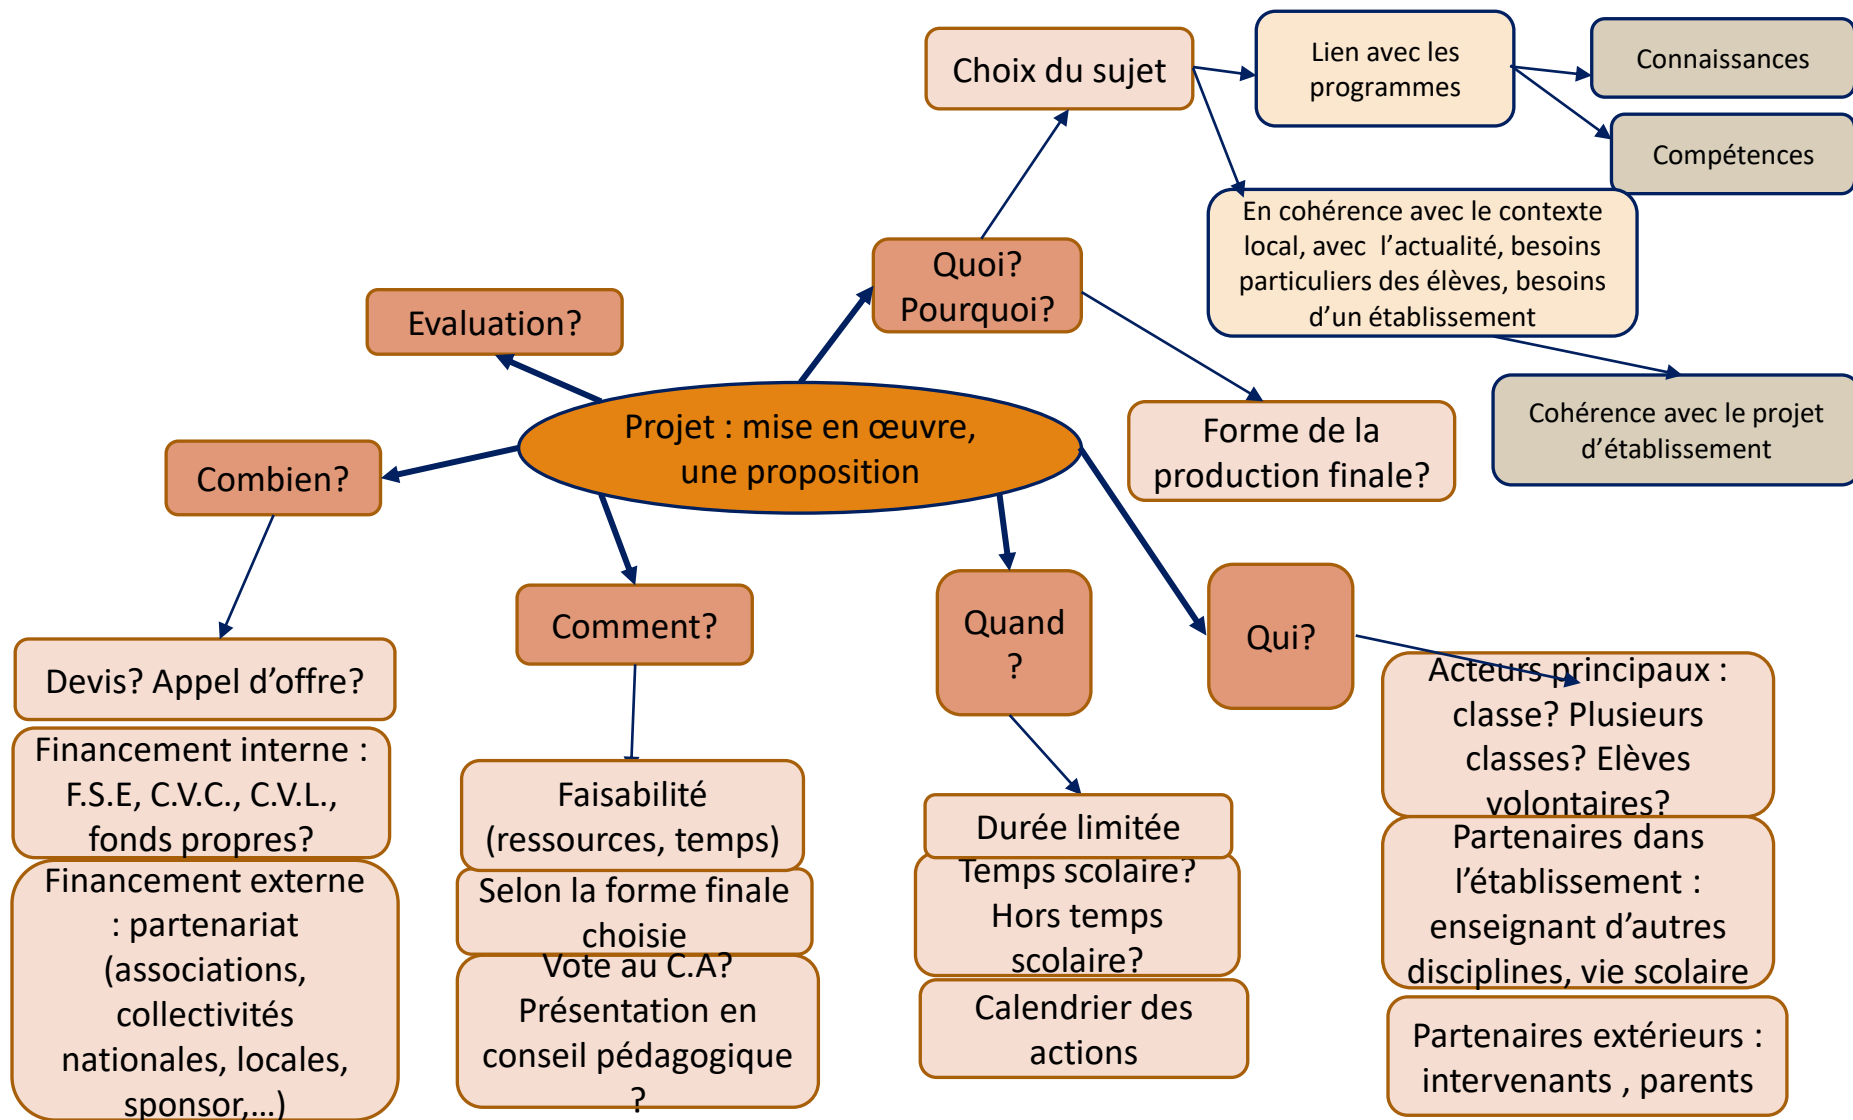 Choix du sujet
Lien avec les
programmes
Connaissances
Compétences
En cohérence avec le contexte
local, avec  l’actualité, besoins
particuliers des élèves, besoins
d’un établissement
Cohérence avec le projet
d’établissement
Quoi?
Pourquoi?
Forme de la
production finale?
Evaluation?
Projet : mise en œuvre,
une proposition
Combien?
Devis? Appel d’offre?
Financement interne :
F.S.E, C.V.C., C.V.L.,
fonds propres?
Financement externe
: partenariat
(associations,
collectivités
nationales, locales,
sponsor,…)
Comment?
Faisabilité
(ressources, temps)
Selon la forme finale
choisie
Vote au C.A?
Présentation en
conseil pédagogique
?
Quand
?
Durée limitée
Temps scolaire?
Hors temps
scolaire?
Calendrier des
actions
Qui?
Acteurs principaux :
classe? Plusieurs
classes? Elèves
volontaires?
Partenaires dans
l’établissement :
enseignant d’autres
disciplines, vie scolaire
Partenaires extérieurs :
intervenants , parents